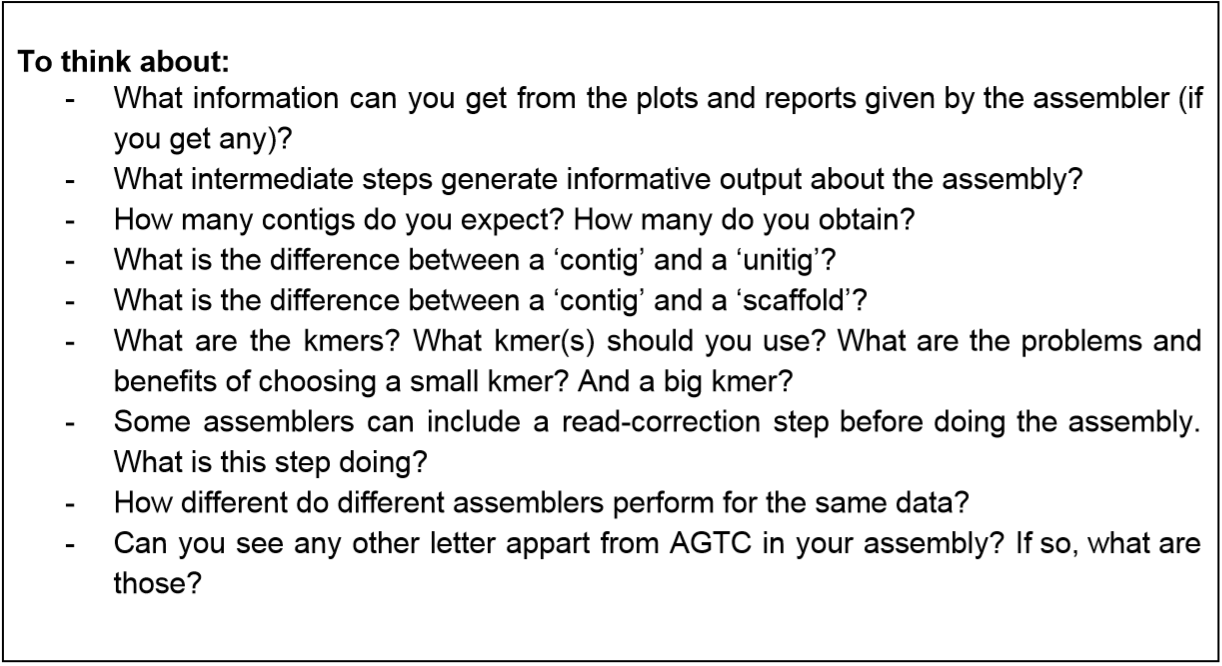 To think about:
- What information can you get from the plots and reports given by the assembler (if
you get any)?
- What intermediate steps generate informative output about the assembly?
- How many contigs do you expect? How many do you obtain?
- What is the difference between a ‘contig’ and a ‘unitig’?
- What is the difference between a ‘contig’ and a ‘scaffold’?
- What are the kmers? What kmer(s) should you use? What are the problems and
benefits of choosing a small kmer? And a big kmer?
- Some assemblers can include a read-correction step before doing the assembly.
What is this step doing?
- How different do different assemblers perform for the same data?
- Can you see any other letter appart from AGTC in your assembly? If so, what are
those?